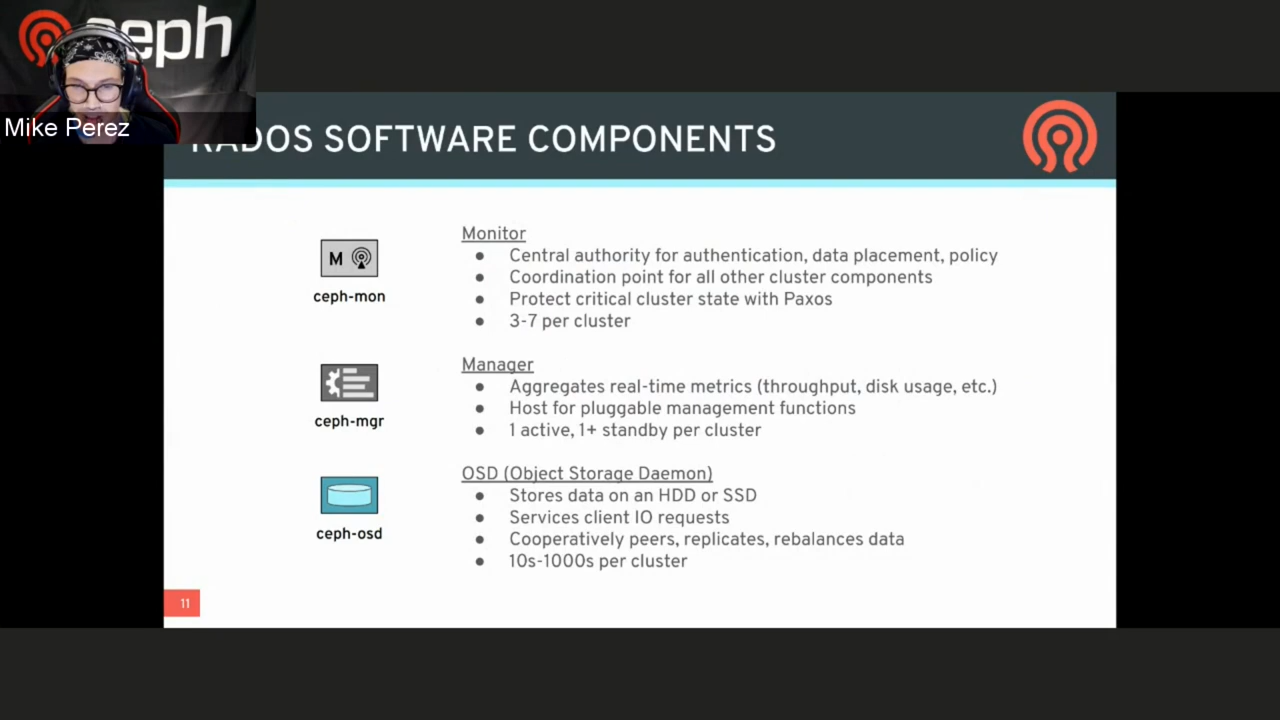 ceph
Mike Perez
RADOS SOFTWARE COMPONENTS
Monitor
● Central authority for authentication, data placement, policy
● Coordination point for all other cluster components
● Protect critical cluster state with Paxos
● 3-7 per cluster
M
ceph-mon
Manager
● Aggregates real-time metrics (throughput, disk usage, etc.)
● Host for pluggable management functions
● 1 active, 1+ standby per cluster
ceph-mgr
OSD (Object Storage Daemon)
● Stores data on an HDD or SSD
● Services client IO requests
● Cooperatively peers, replicates, rebalances data
● 10s-1000s per cluster
ceph-osd
11